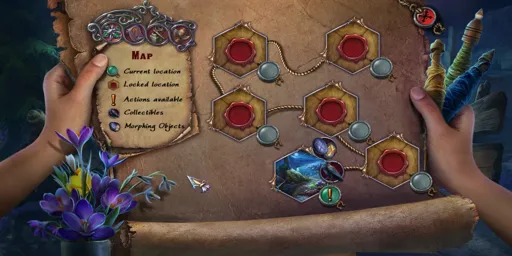 Map
Current location
Locked location
Actions available
Collectibles
Morphing Objects